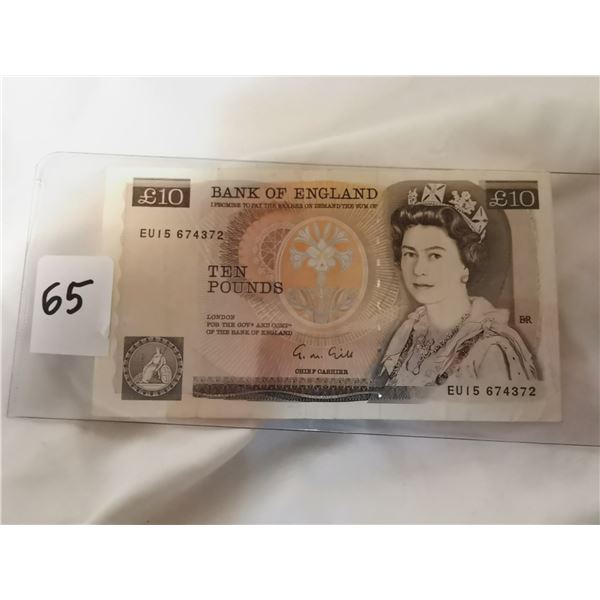 £10
BANK OF ENGLAND
£10
I PROMISE TO PAY THE BEARER ON DEMAND THE SUM OF
EU15 674372
TEN
POUNDS
65
LONDON
FOR THE GOVR AND COMPA
OF THE BANK OF ENGLAND
BR
G. M. Gill
CHIEF CASHIER
EU15 674372